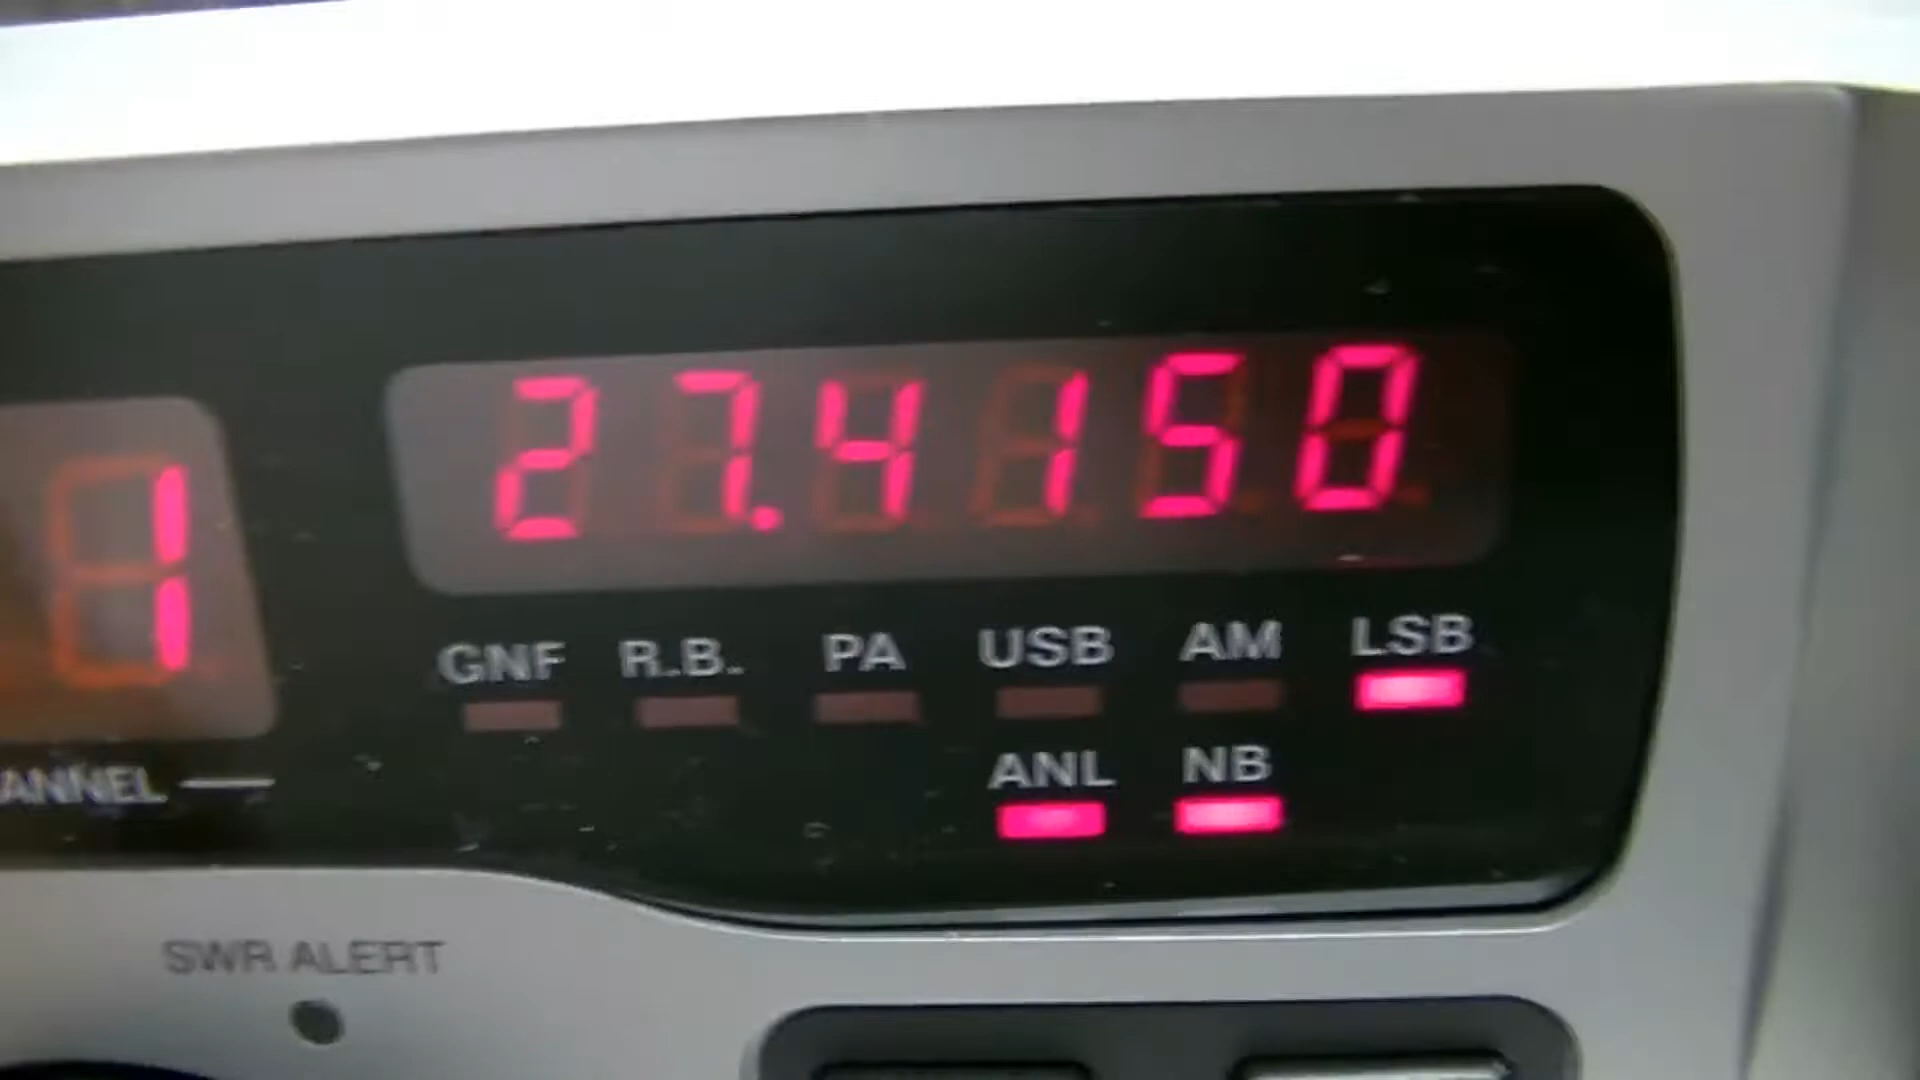 27.4150
1
GNF R.B. PA USB AM LSB
ANL NB
ANNEL
SWR ALERT